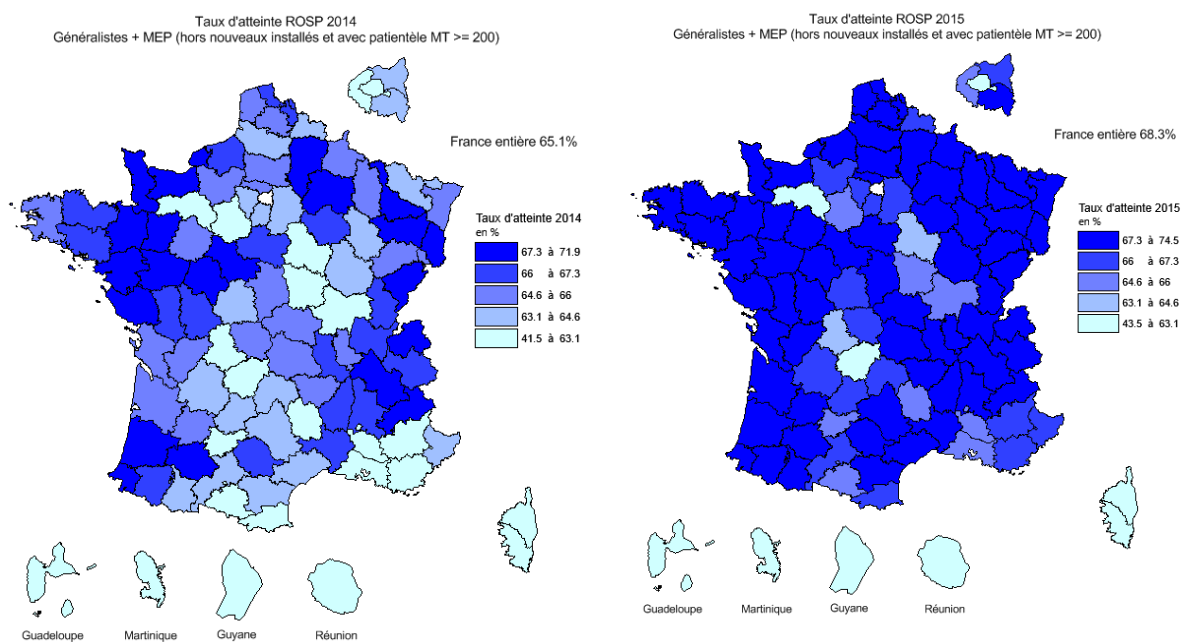 Taux d'atteinte ROSP 2014
Généralistes + MEP (hors nouveaux installés et avec patientèle MT >= 200)
France entière 65.1%
Taux d'atteinte 2014
en %
67.3 à 71.9
66 à 67.3
64.6 à 66
63.1 à 64.6
41.5 à 63.1
Guadeloupe
Martinique
Guyane
Réunion
Taux d'atteinte ROSP 2015
Généralistes + MEP (hors nouveaux installés et avec patientèle MT >= 200)
France entière 68.3%
Taux d'atteinte 2015
en %
67.3 à 74.5
66 à 67.3
64.6 à 66
63.1 à 64.6
43.5 à 63.1
Guadeloupe
Martinique
Guyane
Réunion